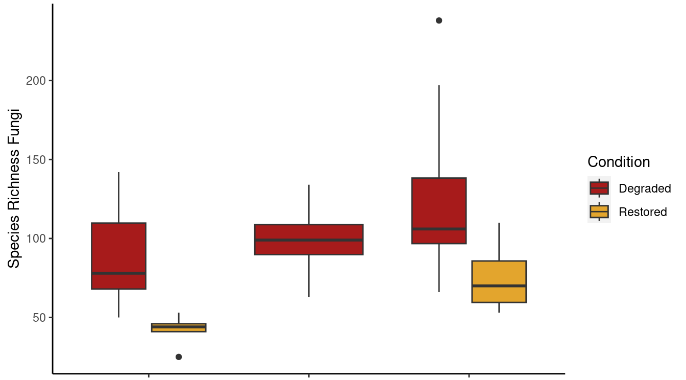 Species Richness Fungi
200
150
100
50
Condition
Degraded
Restored